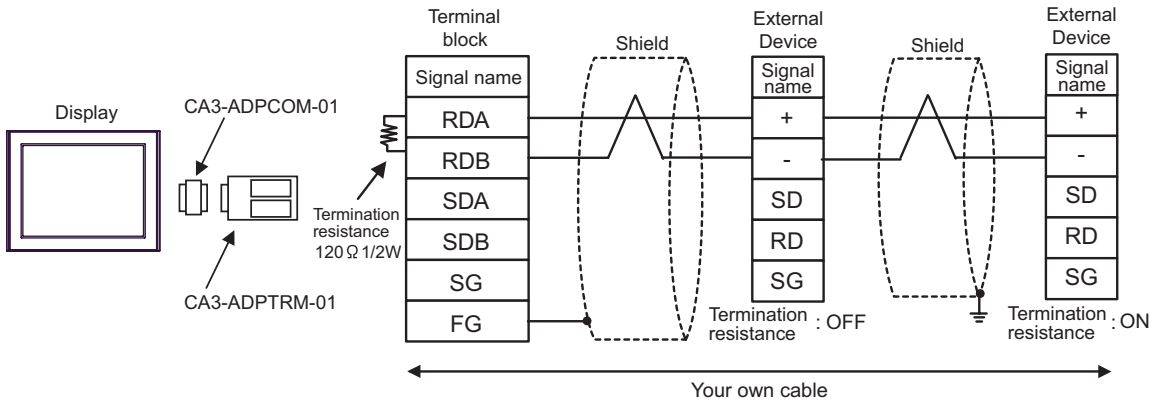 Display
CA3-ADPCOM-01
CA3-ADPTRM-01
Termination
resistance
120Ω 1/2W
Terminal
block
Signal name
RDA
RDB
SDA
SDB
SG
FG
Shield
External
Device
Signal
name
+
-
SD
RD
SG
Termination
resistance : OFF
Shield
External
Device
Signal
name
+
-
SD
RD
SG
Termination
resistance : ON
Your own cable